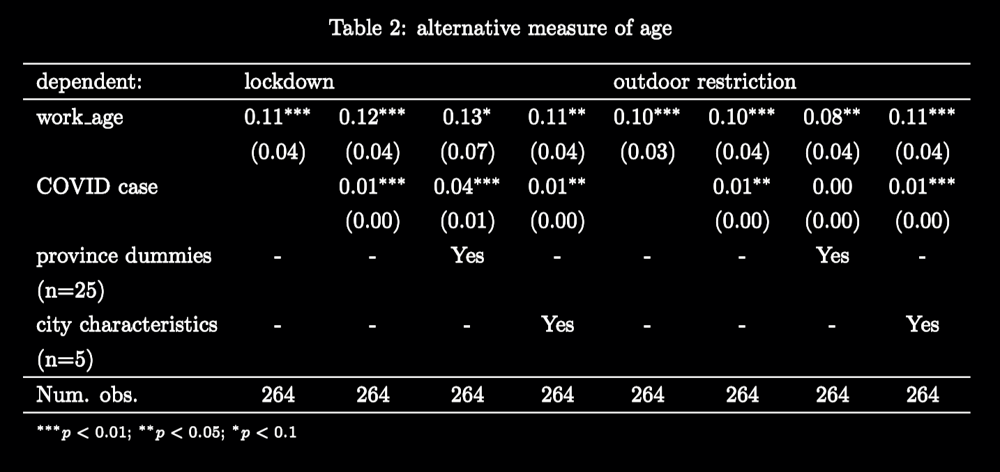 Table 2: alternative measure of age
dependent: lockdown outdoor restriction
work_age 0.11*** 0.12*** 0.13* 0.11** 0.10*** 0.10*** 0.08** 0.11***
(0.04) (0.04) (0.07) (0.04) (0.03) (0.04) (0.04) (0.04)
COVID case 0.01*** 0.04*** 0.01** 0.01** 0.00 0.01***
(0.00) (0.01) (0.00) (0.00) (0.00) (0.00)
province dummies - - Yes - - - Yes -
(n=25)
city characteristics - - - Yes - - - Yes
(n=5)
Num. obs. 264 264 264 264 264 264 264 264
***p < 0.01; **p < 0.05; *p < 0.1